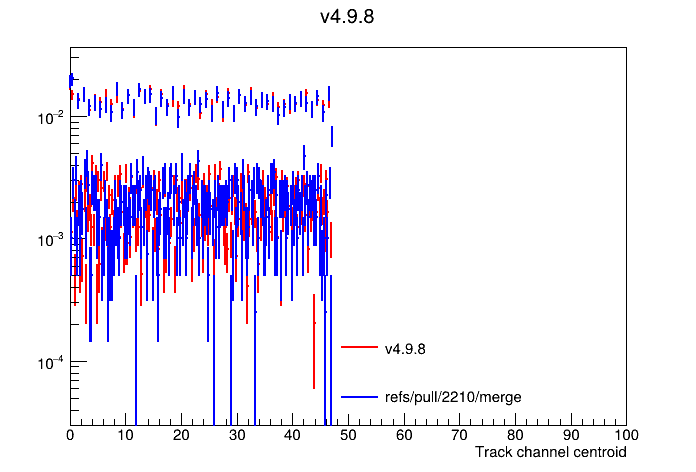 v4.9.8
10⁻²
10⁻³
10⁻⁴
v4.9.8
refs/pull/2210/merge
0 10 20 30 40 50 60 70 80 90 100
Track channel centroid